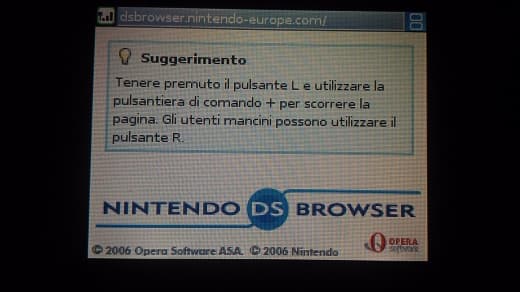 dsbrowser.nintendo-europe.com/
Suggerimento
Tenere premuto il pulsante L e utilizzare la
pulsantiera di comando + per scorrere la
pagina. Gli utenti mancini possono utilizzare il
pulsante R.
NINTENDO DS BROWSER
OPERA
software
© 2006 Opera Software ASA. © 2006 Nintendo